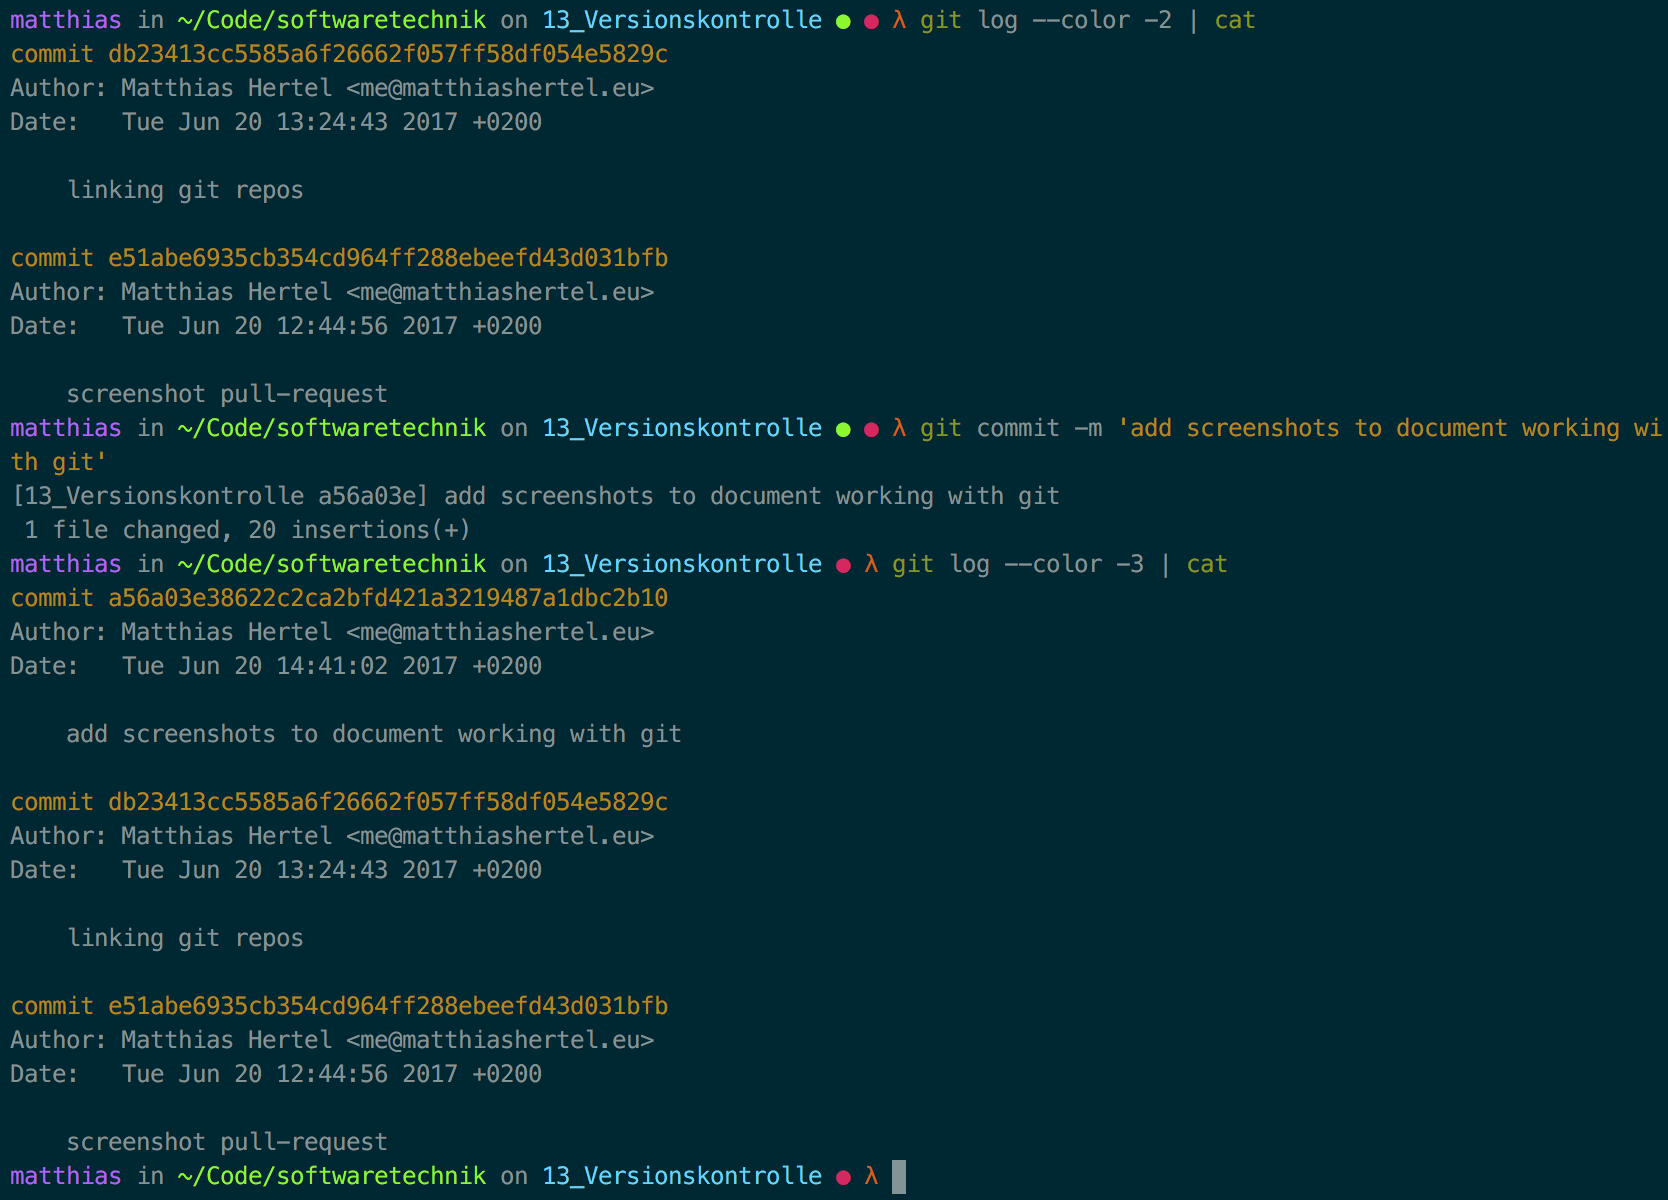 matthias in ~/Code/softwaretechnik on 13_Versionskontrolle ● ● λ git log --color -2 | cat
commit db23413cc5585a6f26662f057ff58df054e5829c
Author: Matthias Hertel <me@matthiashertel.eu>
Date:   Tue Jun 20 13:24:43 2017 +0200
    linking git repos
commit e51abe6935cb354cd964ff288ebeefd43d031bfb
Author: Matthias Hertel <me@matthiashertel.eu>
Date:   Tue Jun 20 12:44:56 2017 +0200
    screenshot pull-request
matthias in ~/Code/softwaretechnik on 13_Versionskontrolle ● ● λ git commit -m 'add screenshots to document working wi
th git'
[13_Versionskontrolle a56a03e] add screenshots to document working with git
 1 file changed, 20 insertions(+)
matthias in ~/Code/softwaretechnik on 13_Versionskontrolle ● λ git log --color -3 | cat
commit a56a03e38622c2ca2bfd421a3219487a1dbc2b10
Author: Matthias Hertel <me@matthiashertel.eu>
Date:   Tue Jun 20 14:41:02 2017 +0200
    add screenshots to document working with git
commit db23413cc5585a6f26662f057ff58df054e5829c
Author: Matthias Hertel <me@matthiashertel.eu>
Date:   Tue Jun 20 13:24:43 2017 +0200
    linking git repos
commit e51abe6935cb354cd964ff288ebeefd43d031bfb
Author: Matthias Hertel <me@matthiashertel.eu>
Date:   Tue Jun 20 12:44:56 2017 +0200
    screenshot pull-request
matthias in ~/Code/softwaretechnik on 13_Versionskontrolle ● λ